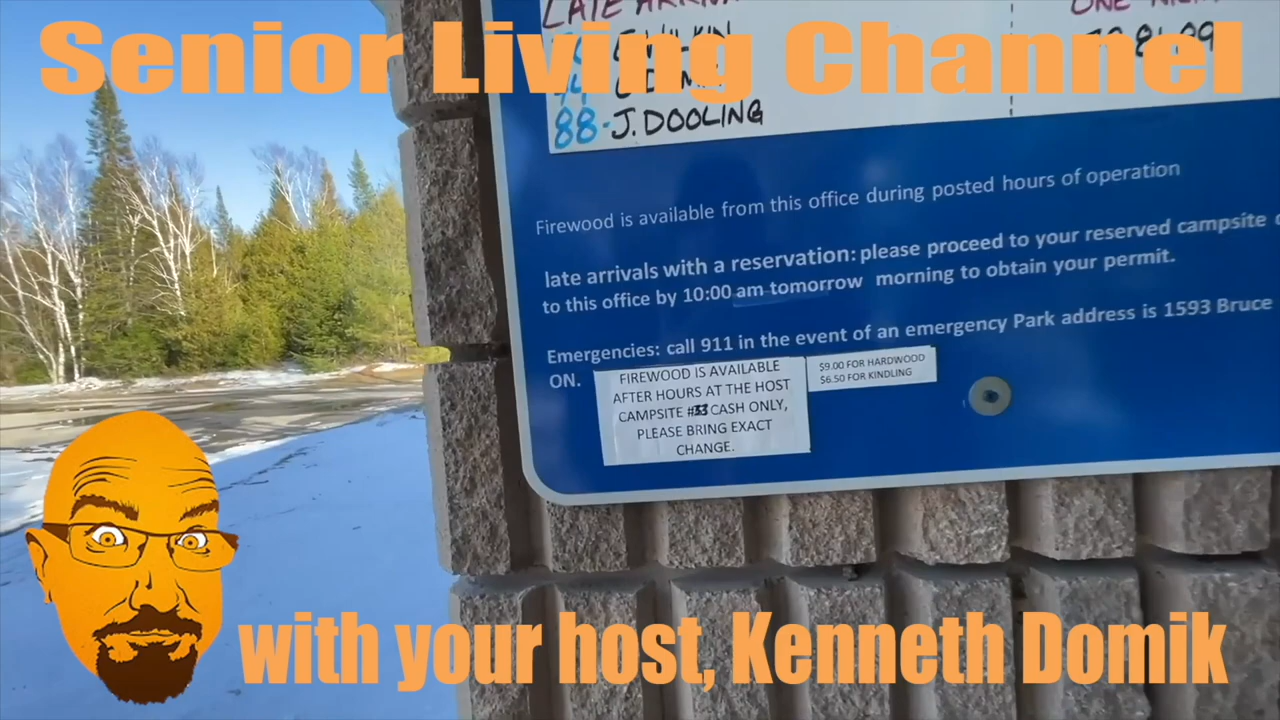 Senior Living Channel
LATE
88-J.DOOLING
Firewood is available from this office during posted hours of operation
late arrivals with a reservation: please proceed to your reserved campsite
to this office by 10:00 am tomorrow morning to obtain your permit.
Emergencies: call 911 in the event of an emergency Park address is 1593 Bruce
ON.
FIREWOOD IS AVAILABLE
AFTER HOURS AT THE HOST
CAMPSITE #33 CASH ONLY,
PLEASE BRING EXACT
CHANGE.
$9.00 FOR HARDWOOD
$6.50 FOR KINDLING
with your host, Kenneth Domik